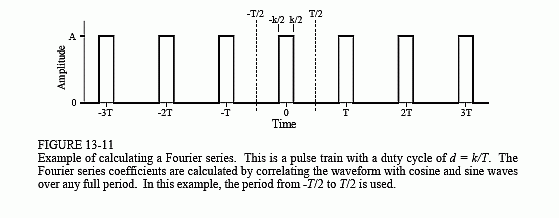 -T/2 -k/2 k/2 T/2
A
Amplitude
0
-3T -2T -T 0 T 2T 3T
Time
FIGURE 13-11
Example of calculating a Fourier series. This is a pulse train with a duty cycle of d = k/T. The
Fourier series coefficients are calculated by correlating the waveform with cosine and sine waves
over any full period. In this example, the period from -T/2 to T/2 is used.